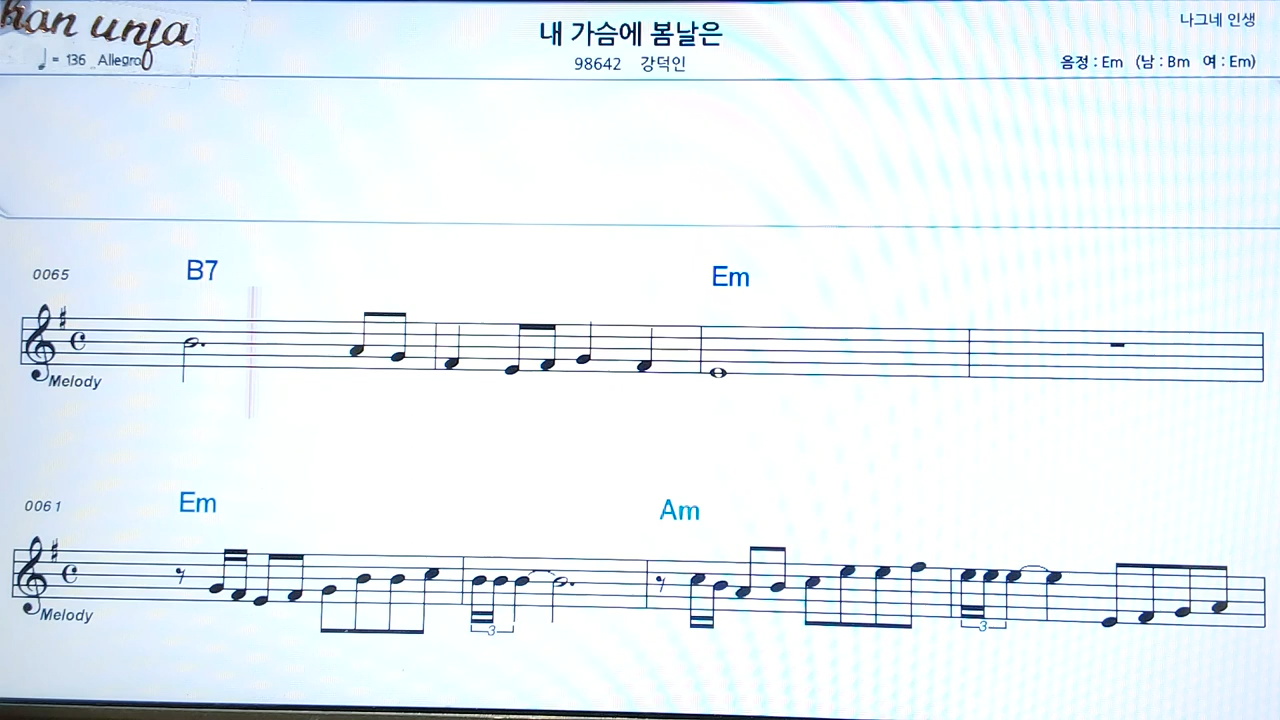 kan unja
내 가슴에 봄날은
나그네 인생
♩= 136 Allegro
98642 강덕인
음정 : Em (남 : Bm 여 : Em)
0065 B7 Em
Melody
0061 Em Am
Melody
3 3